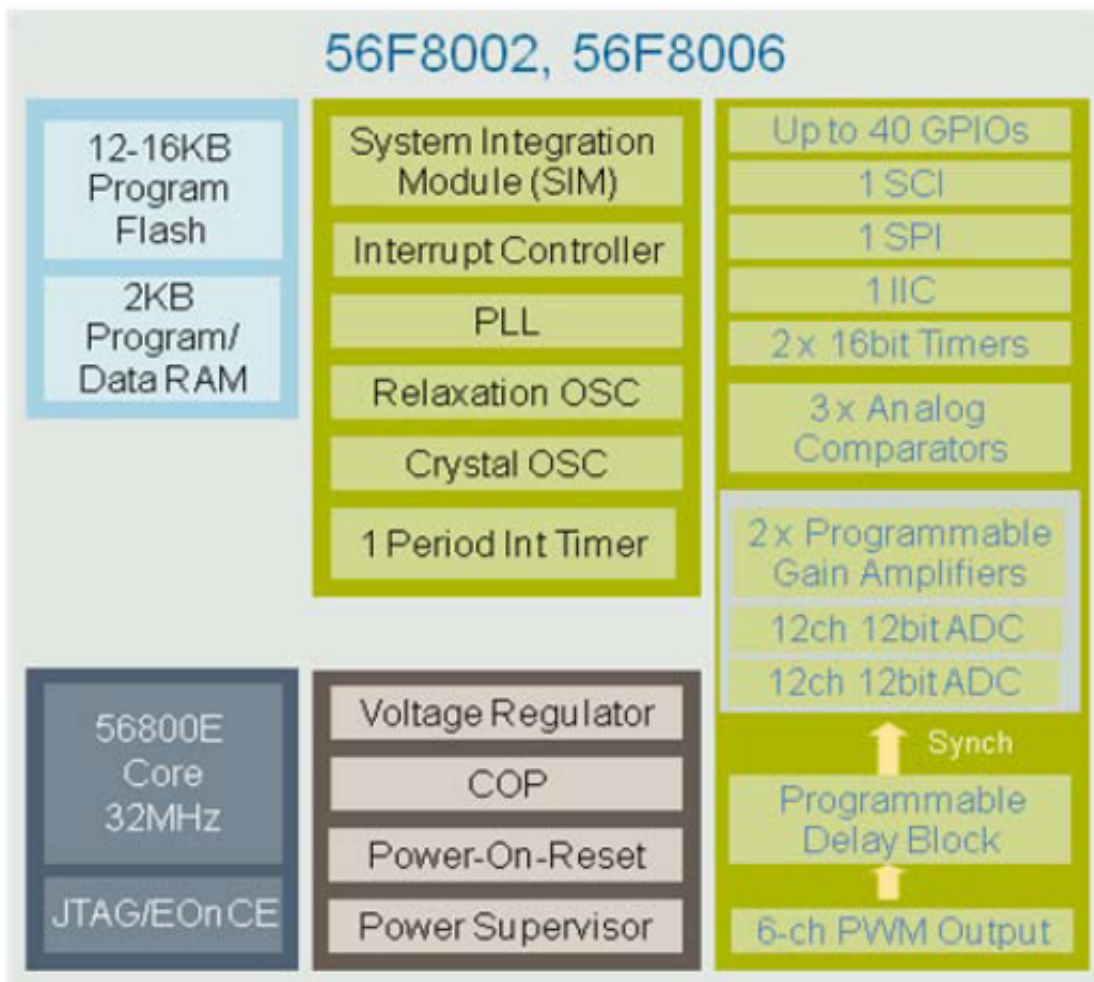 56F8002, 56F8006
12-16KB
Program
Flash
2KB
Program/
Data RAM
System Integration
Module (SIM)
Interrupt Controller
PLL
Relaxation OSC
Crystal OSC
1 Period Int Timer
Up to 40 GPIOs
1 SCI
1 SPI
1 IIC
2 x 16bit Timers
3 x Analog
Comparators
2 x Programmable
Gain Amplifiers
12ch 12bit ADC
12ch 12bit ADC
Synch
Programmable
Delay Block
6-ch PWM Output
56800E
Core
32MHz
JTAG/EOnCE
Voltage Regulator
COP
Power-On-Reset
Power Supervisor